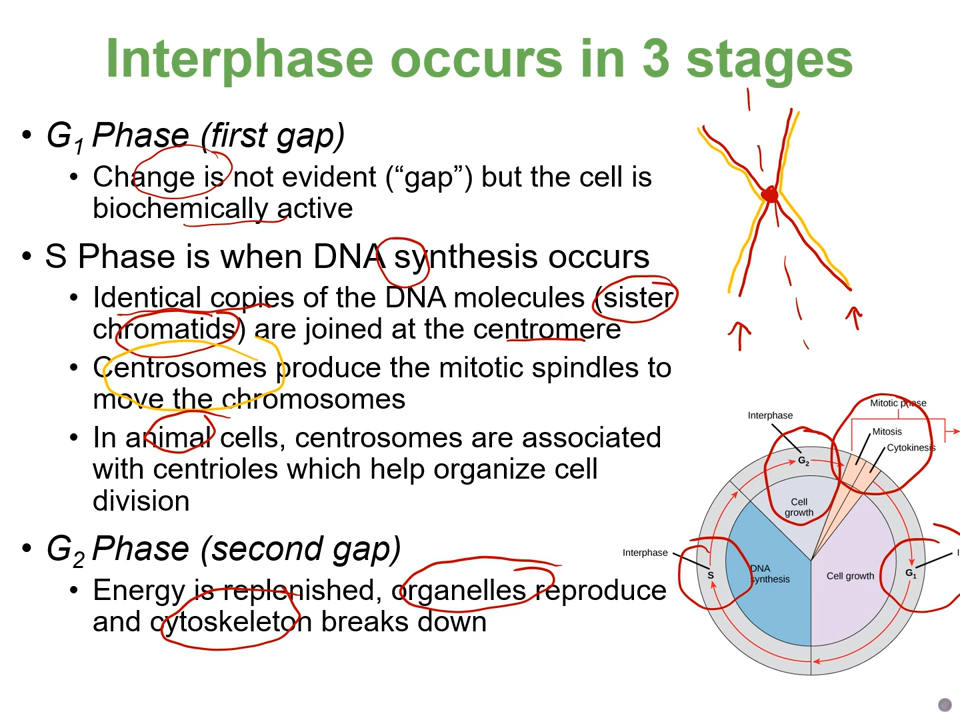 Interphase occurs in 3 stages
• G1 Phase (first gap)
• Change is not evident (“gap”) but the cell is
biochemically active
• S Phase is when DNA synthesis occurs
• Identical copies of the DNA molecules (sister
chromatids) are joined at the centromere
• Centrosomes produce the mitotic spindles to
move the chromosomes
• In animal cells, centrosomes are associated
with centrioles which help organize cell
division
• G2 Phase (second gap)
• Energy is replenished, organelles reproduce
and cytoskeleton breaks down
Mitotic phase
Interphase
Mitosis
Cytokinesis
G2
Cell
growth
Interphase
S
DNA
synthesis
Cell growth
G1
I